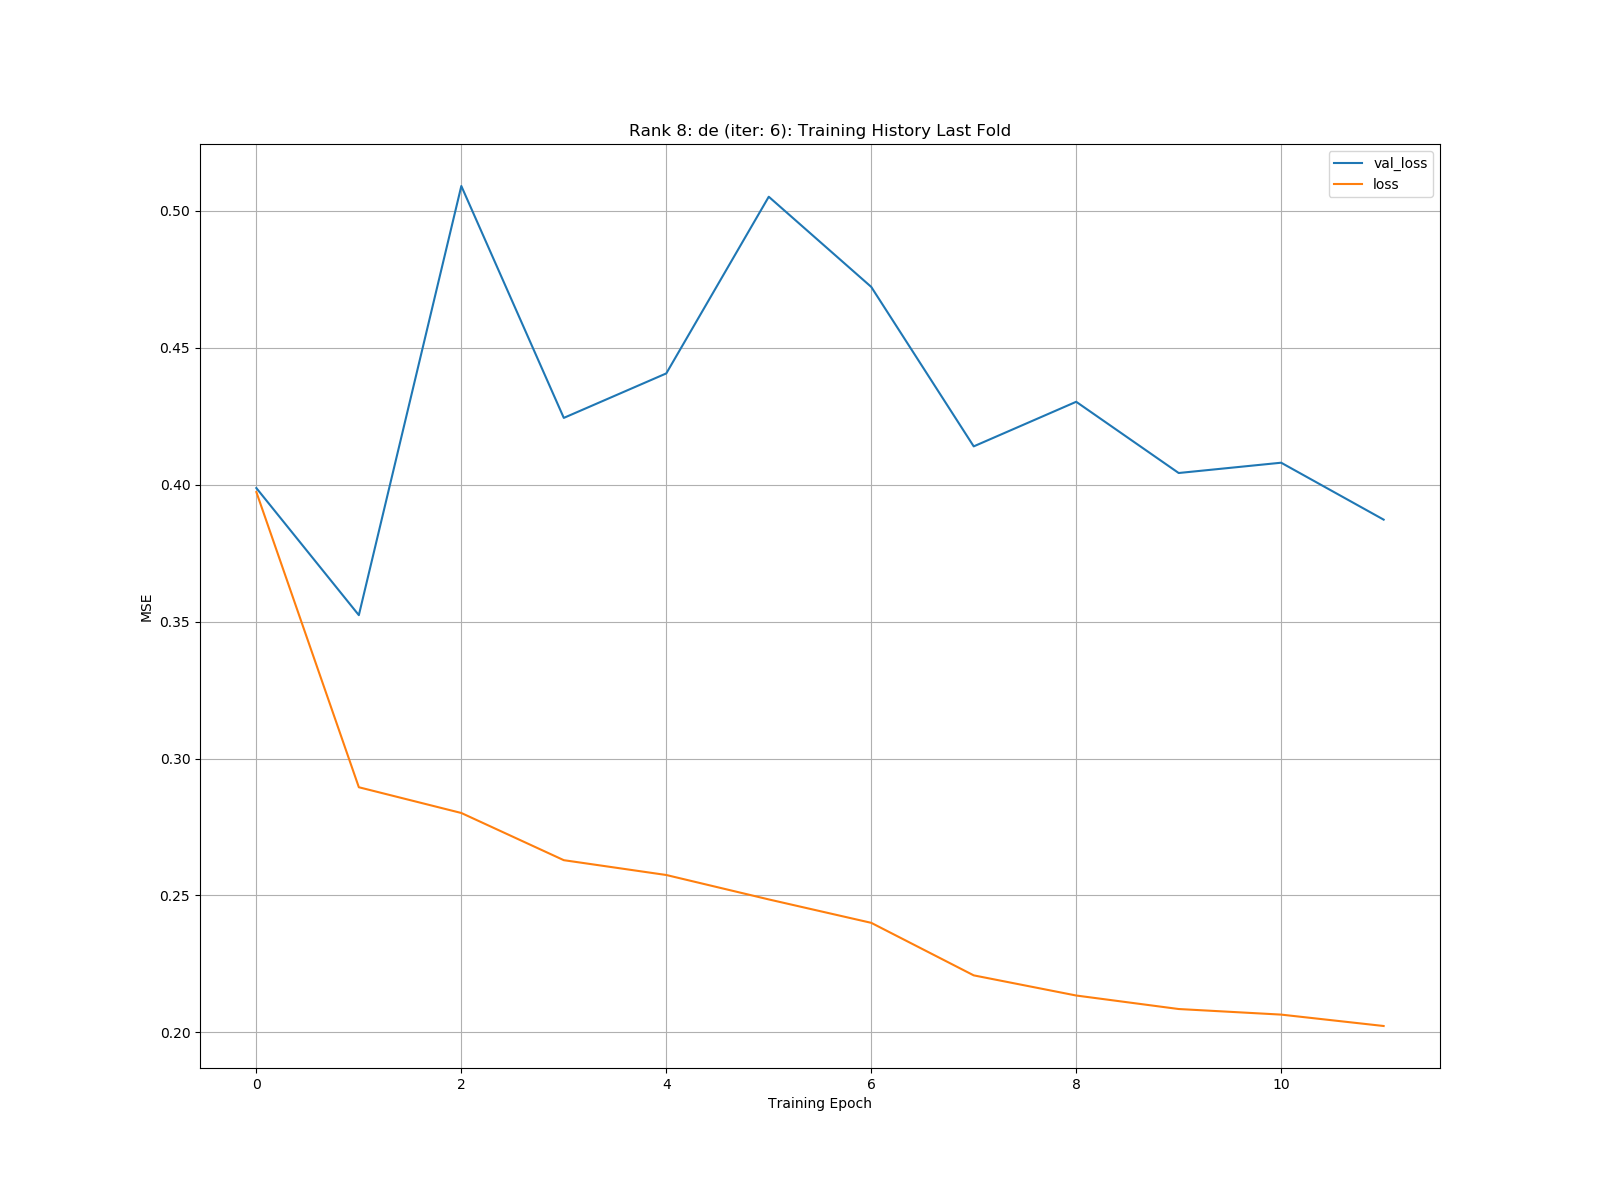 Rank 8: de (iter: 6): Training History Last Fold
val_loss
loss
0.50
0.45
0.40
0.35
0.30
0.25
0.20
MSE
0 2 4 6 8 10
Training Epoch